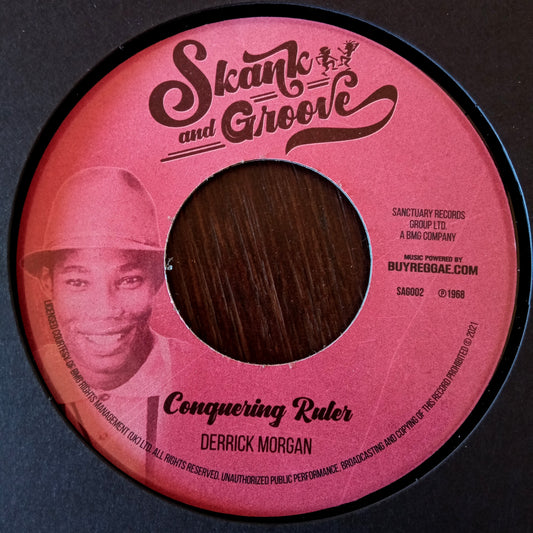 Skank
and Groove
SANCTUARY RECORDS
GROUP LTD.
A BMG COMPANY
MUSIC POWERED BY
BUYREGGAE.COM
SAG002 ℗1968
Conquering Ruler
DERRICK MORGAN
LICENSED COURTESY OF BMG RIGHTS MANAGEMENT (UK) LTD. ALL RIGHTS RESERVED. UNAUTHORIZED PUBLIC PERFORMANCE. BROADCASTING AND COPYING OF THIS RECORD PROHIBITED © 2021